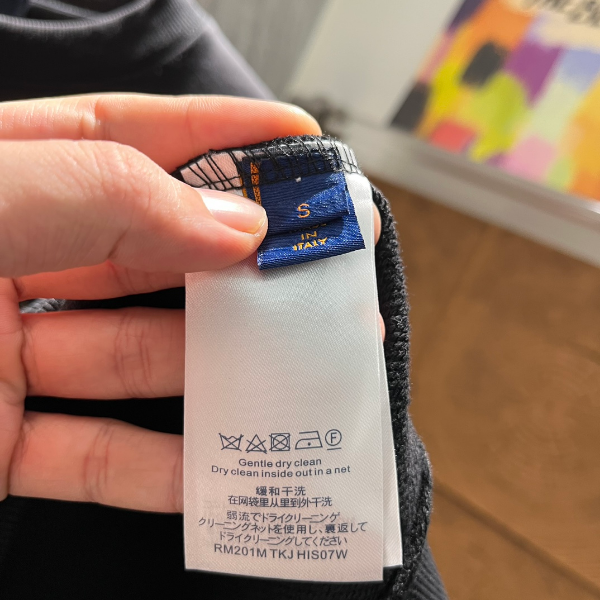 S
IN
ITALY
Gentle dry clean
Dry clean inside out in a net
缓和干洗
在网袋里从里到外干洗
弱流でドライクリーニング
クリーニングネットを使用し、裏返して
ドライクリーニングしてください
RM201M TKJ HIS07W